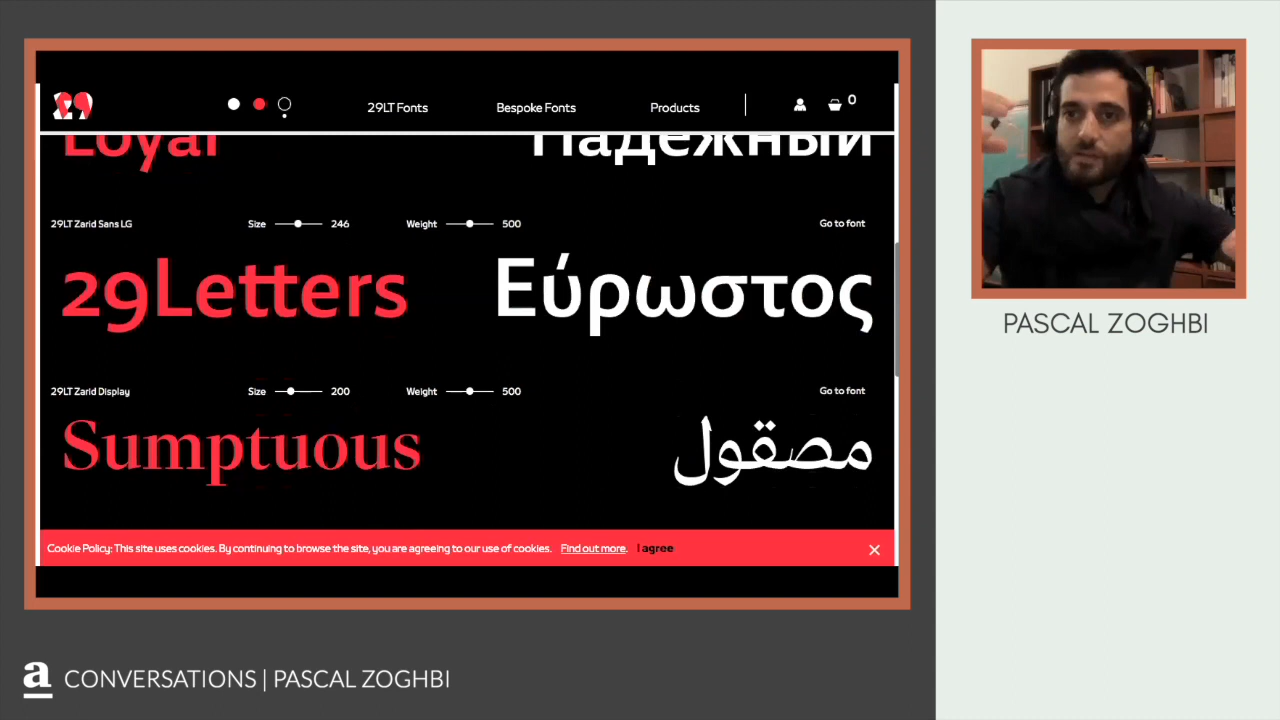 29
29LT Fonts
Bespoke Fonts
Products
0
Loyal
Надежный
29LT Zarid Sans LG
Size
246
Weight
500
Go to font
29Letters
Εύρωστος
29LT Zarid Display
Size
200
Weight
500
Go to font
Sumptuous
مصقول
Cookie Policy: This site uses cookies. By continuing to browse the site, you are agreeing to our use of cookies. Find out more. I agree
PASCAL ZOGHBI
a CONVERSATIONS | PASCAL ZOGHBI